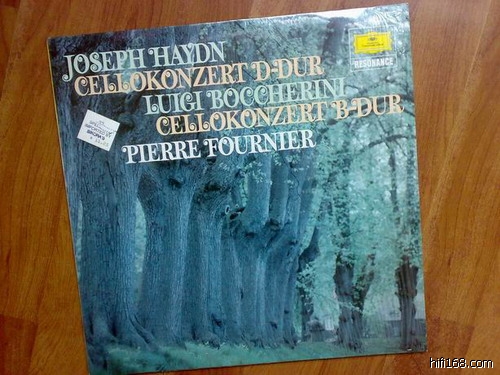 JOSEPH HAYDN
CELLOKONZERT D-DUR
LUIGI BOCCHERINI
CELLOKONZERT B-DUR
PIERRE FOURNIER
RESONANCE
hifi168.com